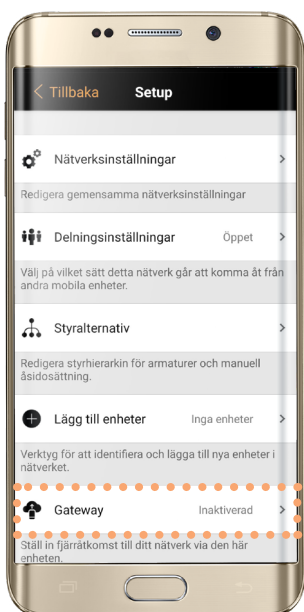 Tillbaka Setup
Nätverksinställningar
Redigera gemensamma nätverksinställningar
Delningsinställningar Öppet
Välj på vilket sätt detta nätverk går att komma åt från
andra mobila enheter.
Styralternativ
Redigera styrhierarkin för armaturer och manuell
åsidosättning.
Lägg till enheter Inga enheter
Verktyg för att identifiera och lägga till nya enheter i
nätverket.
Gateway Inaktiverad
Ställ in fjärråtkomst till ditt nätverk via den här
enheten.